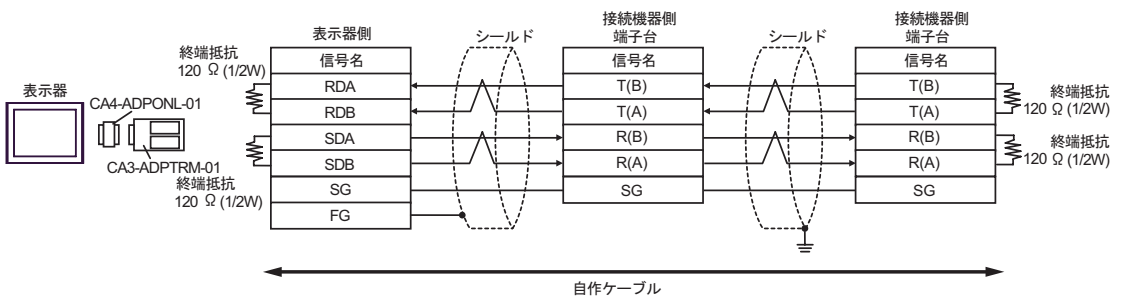 表示器
CA4-ADPONL-01
CA3-ADPTRM-01
終端抵抗
120 Ω (1/2W)
終端抵抗
120 Ω (1/2W)
表示器側
信号名
RDA
RDB
SDA
SDB
SG
FG
シールド
接続機器側
端子台
信号名
T(B)
T(A)
R(B)
R(A)
SG
シールド
接続機器側
端子台
信号名
T(B)
T(A)
R(B)
R(A)
SG
終端抵抗
120 Ω (1/2W)
終端抵抗
120 Ω (1/2W)
自作ケーブル